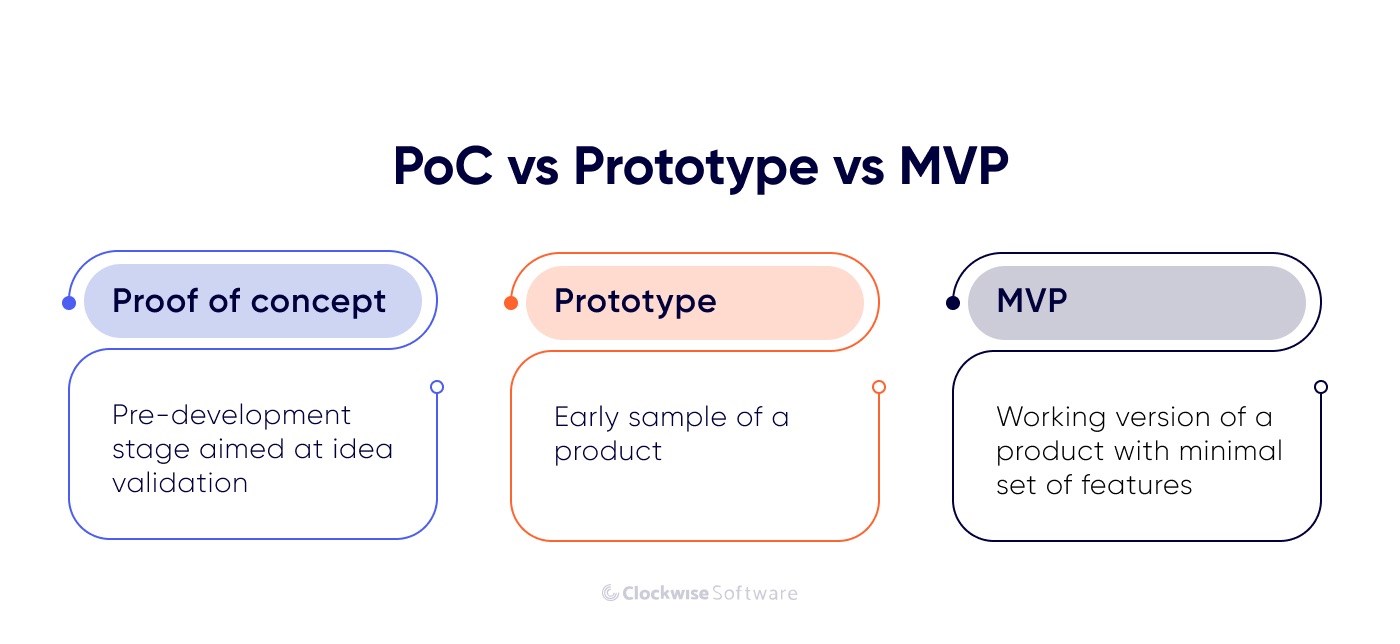 PoC vs Prototype vs MVP
Proof of concept
Pre-development
stage aimed at idea
validation
Prototype
Early sample of a
product
MVP
Working version of a
product with minimal
set of features
Clockwise Software